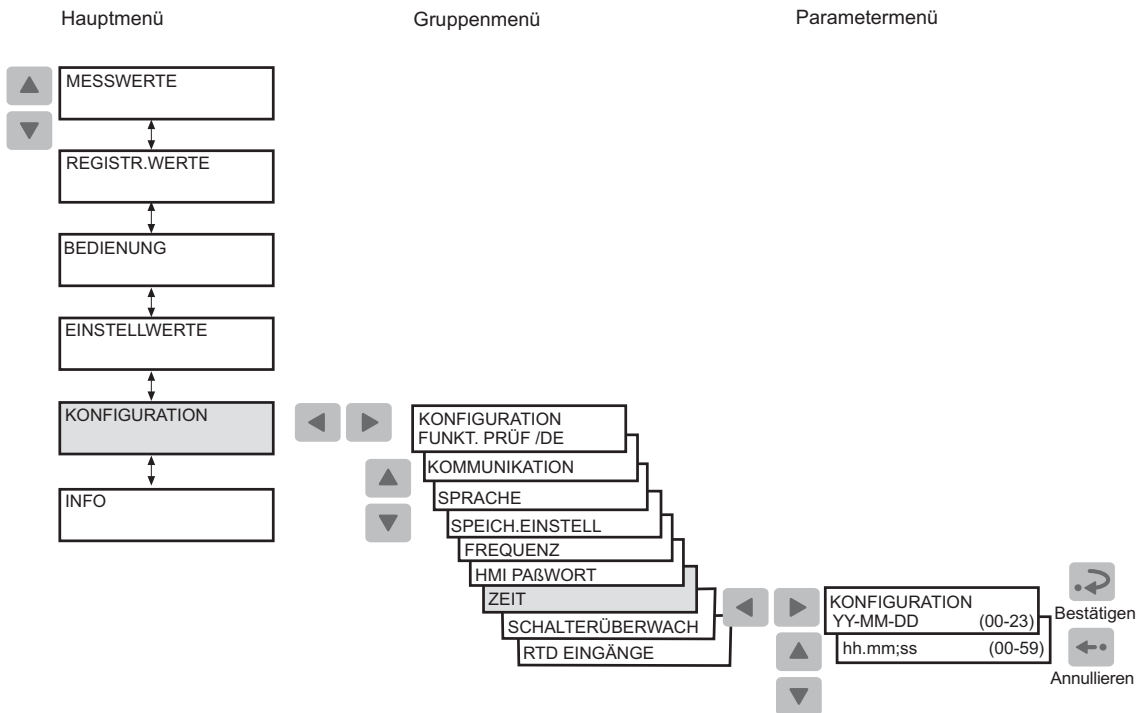 Hauptmenü
Gruppenmenü
Parametermenü
MESSWERTE
REGISTR.WERTE
BEDIENUNG
EINSTELLWERTE
KONFIGURATION
INFO
KONFIGURATION
FUNKT. PRÜF /DE
KOMMUNIKATION
SPRACHE
SPEICH.EINSTELL
FREQUENZ
HMI PAßWORT
ZEIT
SCHALTERÜBERWACH
RTD EINGÄNGE
KONFIGURATION
YY-MM-DD (00-23)
hh.mm;ss (00-59)
Bestätigen
Annullieren